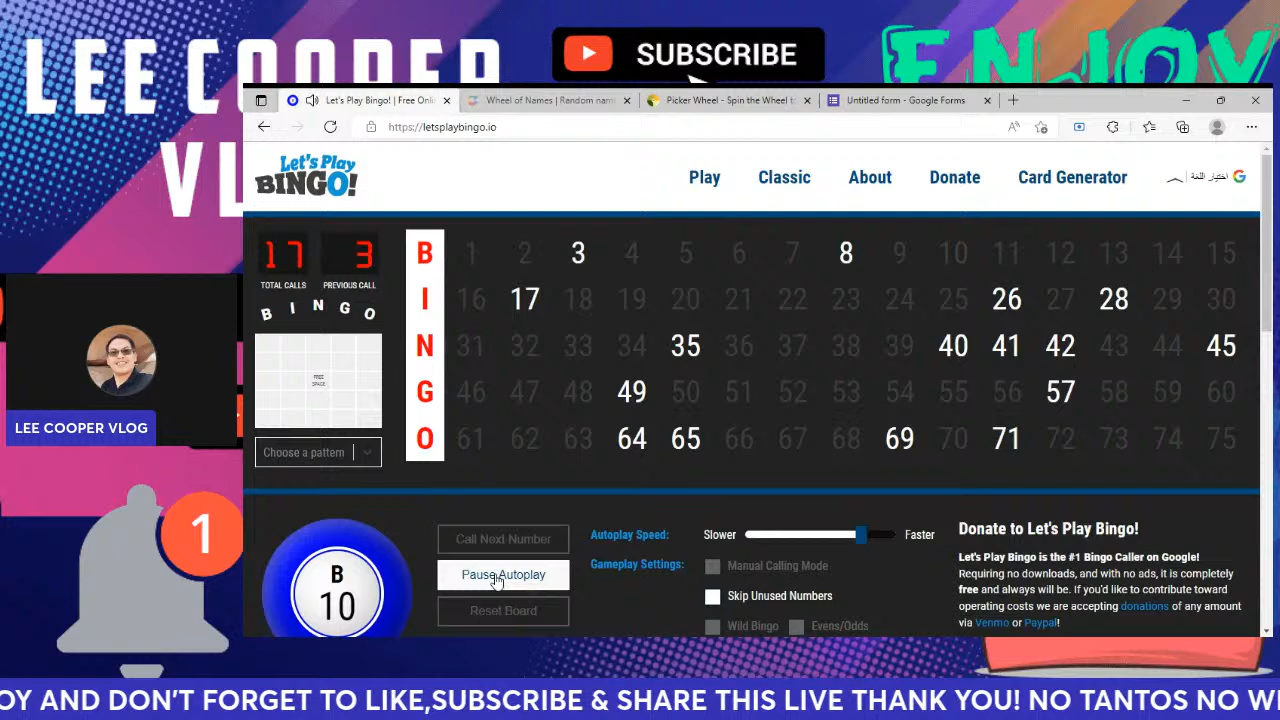 LEE COOPER
VL
SUBSCRIBE
ENJOY
Let's Play Bingo! | Free Onli
Wheel of Names | Random nam
Picker Wheel - Spin the Wheel t
Untitled form - Google Forms
https://letsplaybingo.io
Let's Play
BINGO!
Play Classic About Donate Card Generator
اختيار اللغة
17 3
TOTAL CALLS PREVIOUS CALL
B I N G O
FREE
SPACE
Choose a pattern
B 1 2 3 4 5 6 7 8 9 10 11 12 13 14 15
I 16 17 18 19 20 21 22 23 24 25 26 27 28 29 30
N 31 32 33 34 35 36 37 38 39 40 41 42 43 44 45
G 46 47 48 49 50 51 52 53 54 55 56 57 58 59 60
O 61 62 63 64 65 66 67 68 69 70 71 72 73 74 75
LEE COOPER VLOG
1
B
10
Call Next Number
Pause Autoplay
Reset Board
Autoplay Speed: Slower Faster
Gameplay Settings: Manual Calling Mode
Skip Unused Numbers
Wild Bingo Evens/Odds
Donate to Let's Play Bingo!
Let's Play Bingo is the #1 Bingo Caller on Google!
Requiring no downloads, and with no ads, it is completely
free and always will be. If you'd like to contribute toward
operating costs we are accepting donations of any amount
via Venmo or Paypal!
OY AND DON'T FORGET TO LIKE,SUBSCRIBE & SHARE THIS LIVE THANK YOU! NO TANTOS NO WI